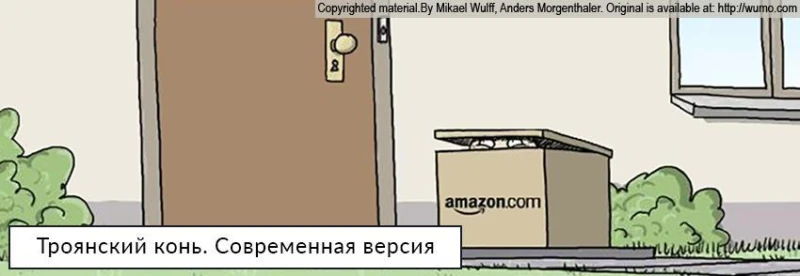 Copyrighted material.By Mikael Wulff, Anders Morgenthaler. Original is available at: http://wumo.com
amazon.com
Троянский конь. Современная версия